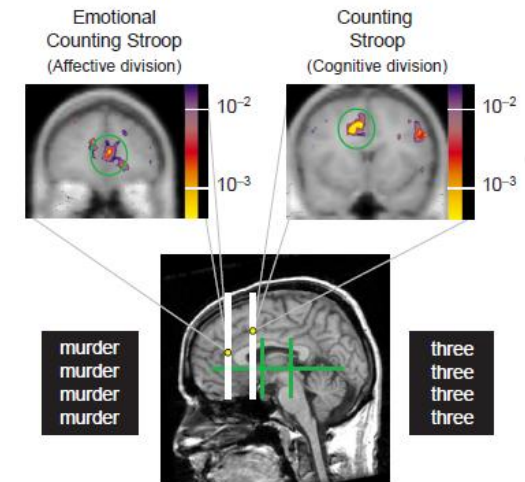 Emotional
Counting Stroop
(Affective division)
Counting
Stroop
(Cognitive division)
10–2
10–3
10–2
10–3
murder
murder
murder
murder
three
three
three
three